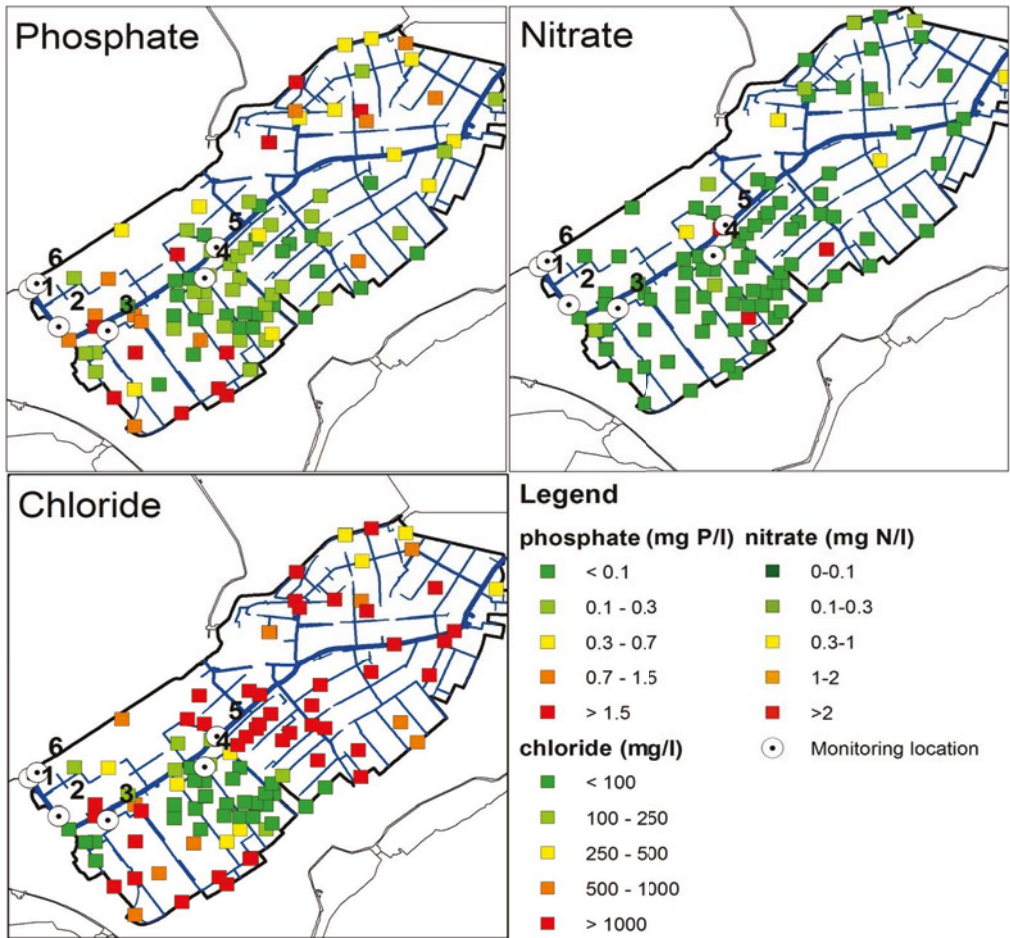 Phosphate
5
4
6
1
2
3
Nitrate
5
4
6
1
2
3
Chloride
5
4
6
1
2
3
Legend
phosphate (mg P/l) nitrate (mg N/l)
< 0.1 0-0.1
0.1 - 0.3 0.1-0.3
0.3 - 0.7 0.3-1
0.7 - 1.5 1-2
> 1.5 >2
chloride (mg/l) Monitoring location
< 100
100 - 250
250 - 500
500 - 1000
> 1000